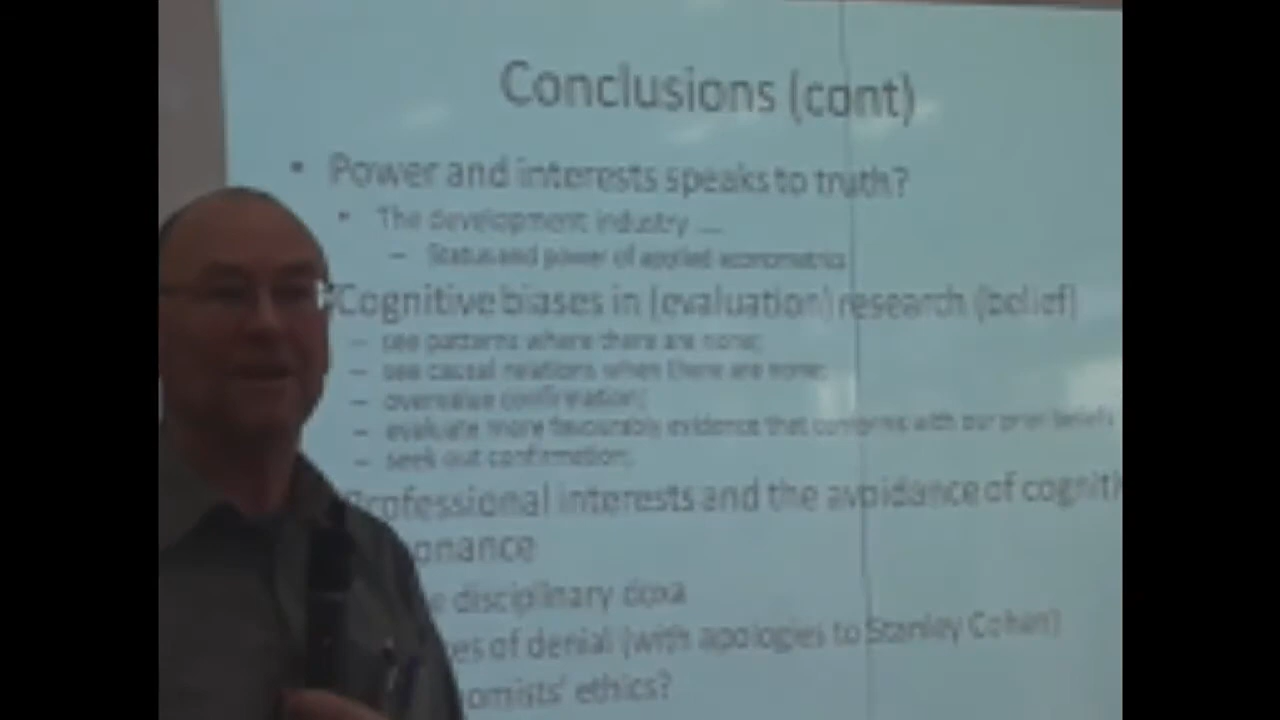 Conclusions (cont)
• Power and interests speaks to truth?
• The development industry ....
– Status and power of applied econometrics
Cognitive biases in (evaluation) research (belief)
– see patterns where there are none;
– see causal relations when there are none;
– overvalue confirmation;
– evaluate more favourably evidence that conforms with our prior beliefs
– seek out confirmation;
Professional interests and the avoidance of cognit
onance
disciplinary doxa
es of denial (with apologies to Stanley Cohan)
omists' ethics?